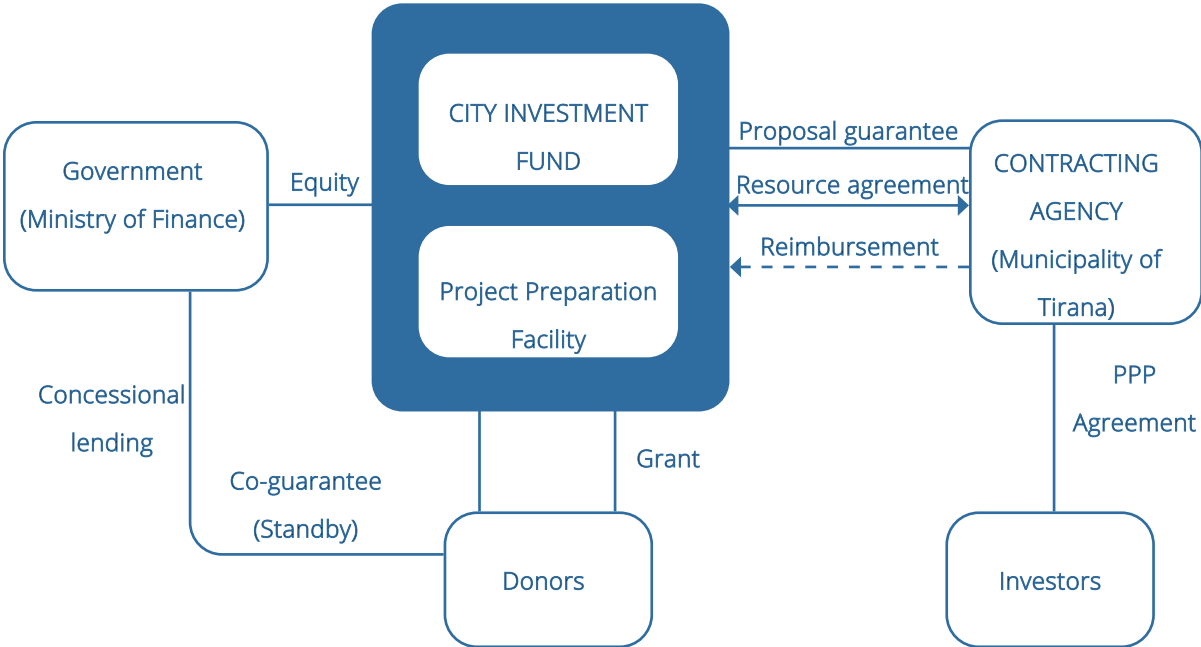 CITY INVESTMENT
FUND
Project Preparation
Facility
Government
(Ministry of Finance)
Equity
Proposal guarantee
Resource agreement
Reimbursement
CONTRACTING
AGENCY
(Municipality of
Tirana)
Concessional
lending
Co-guarantee
(Standby)
Grant
PPP
Agreement
Donors
Investors